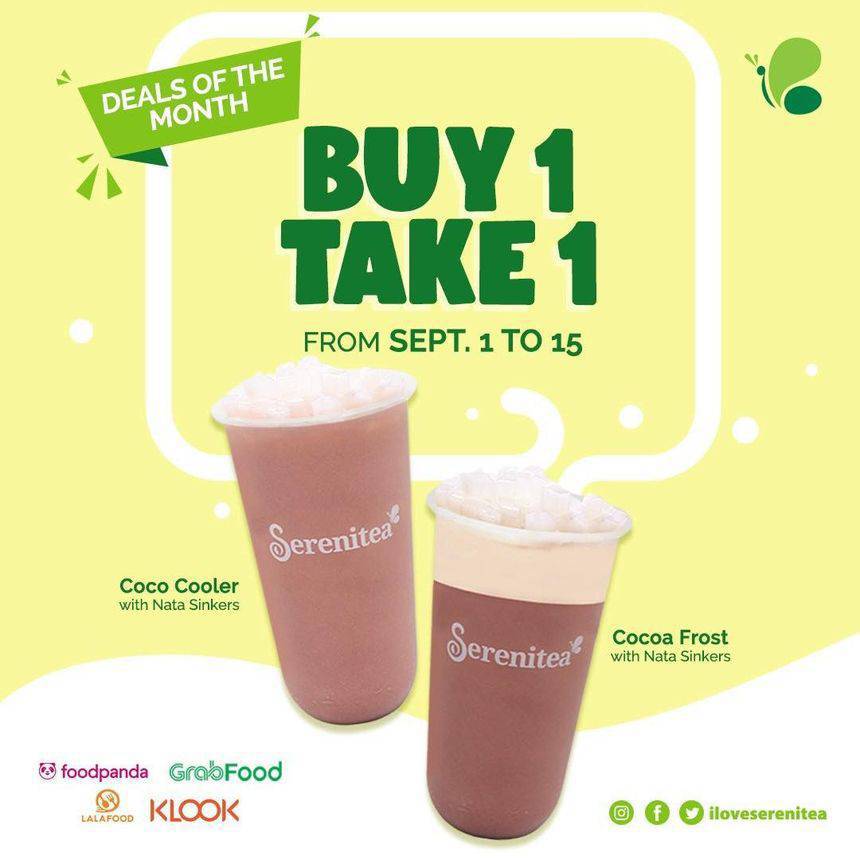 DEALS OF THE
MONTH
BUY 1
TAKE 1
FROM SEPT. 1 TO 15
Serenitea
Coco Cooler
with Nata Sinkers
Serenitea
Cocoa Frost
with Nata Sinkers
foodpanda GrabFood
LALAFOOD KLOOK
iloveserenitea